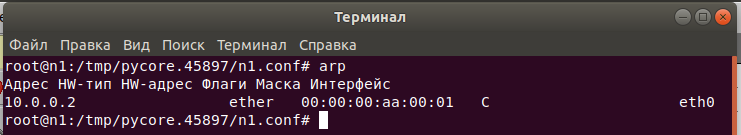 Терминал
Файл Правка Вид Поиск Терминал Справка
root@n1:/tmp/pycore.45897/n1.conf# arp
Адрес HW-тип HW-адрес Флаги Маска Интерфейс
10.0.0.2 ether 00:00:00:aa:00:01 C eth0
root@n1:/tmp/pycore.45897/n1.conf#